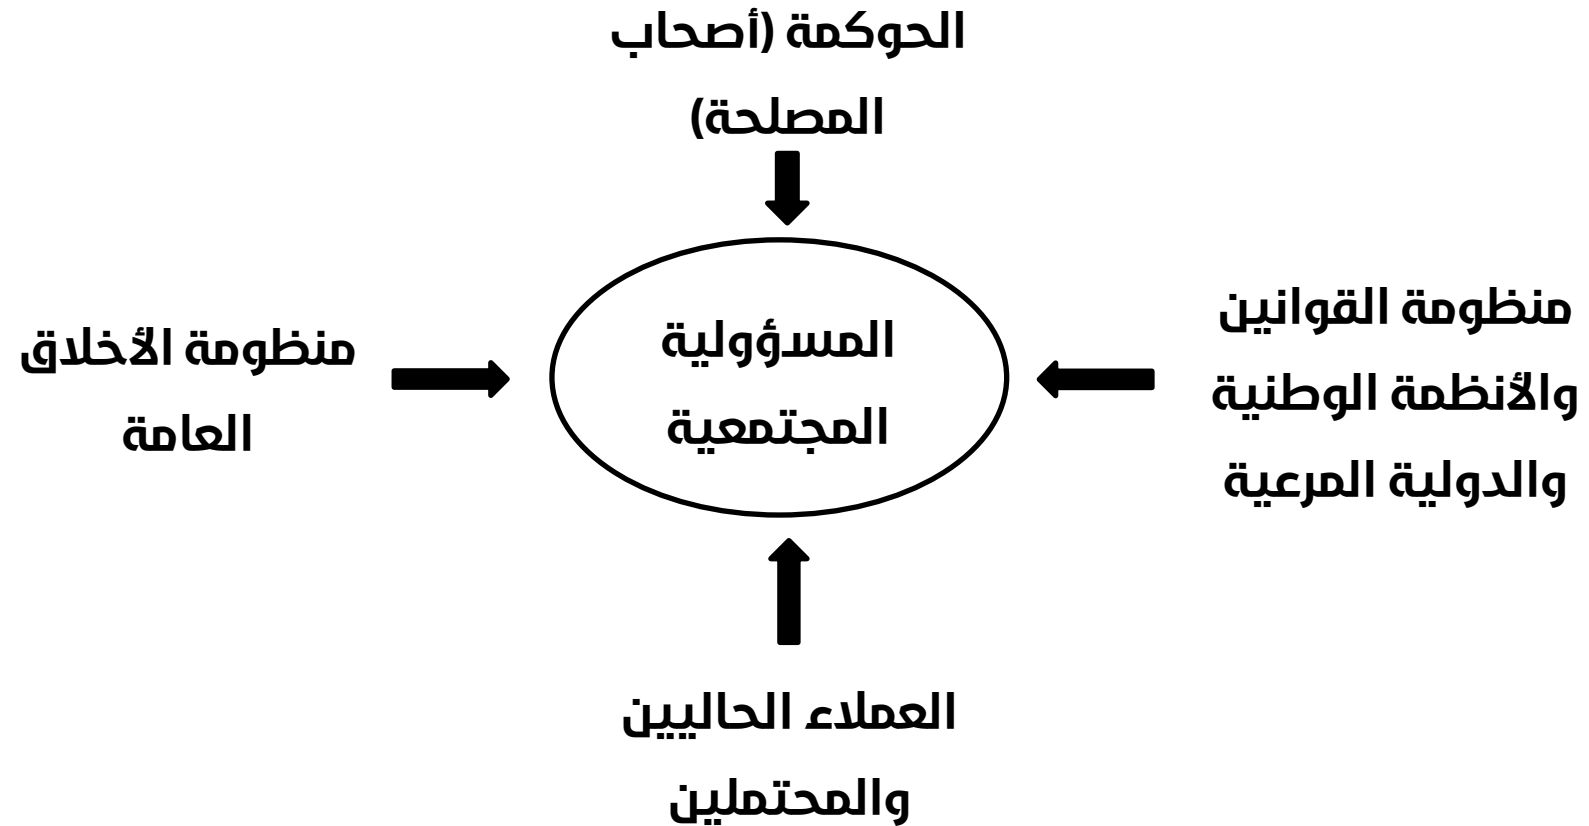 الحوكمة (أصحاب
المصلحة)
منظومة القوانين
والأنظمة الوطنية
والدولية المرعية
المسؤولية
المجتمعية
منظومة الأخلاق
العامة
العملاء الحاليين
والمحتملين